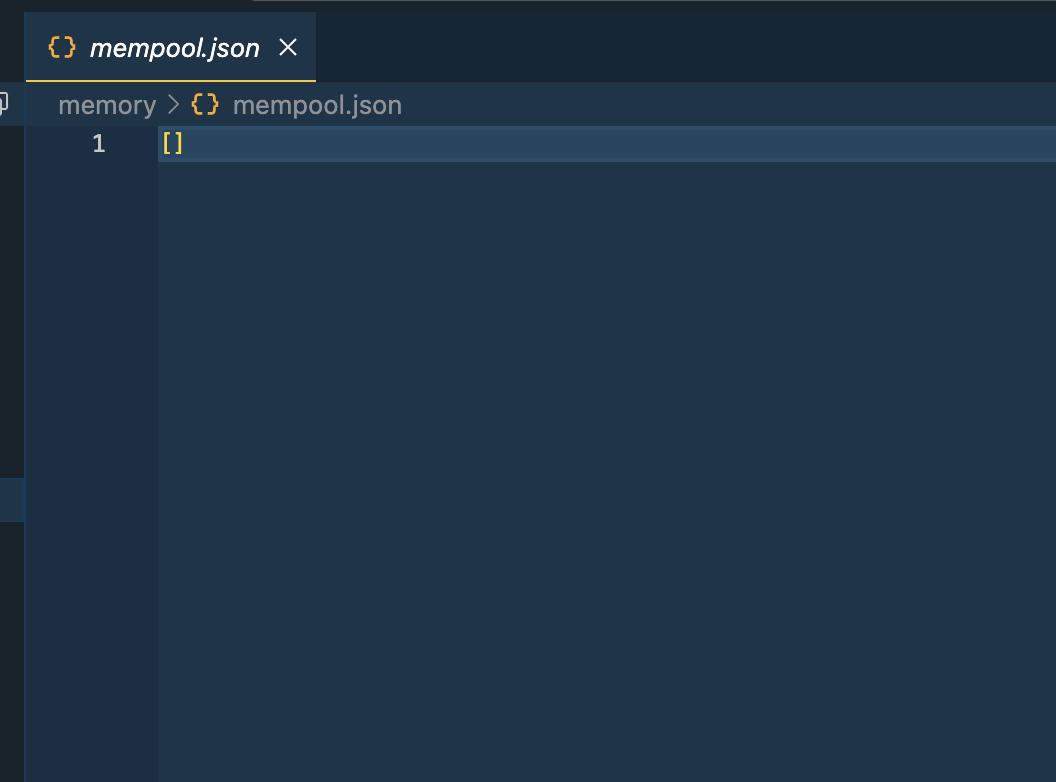 {} mempool.json ×
memory > {} mempool.json
1 []